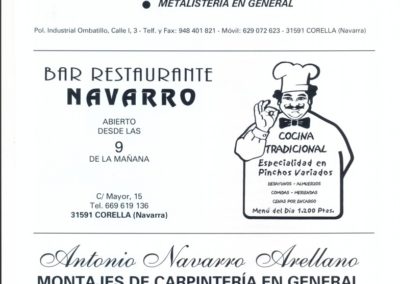 METALISTERÍA EN GENERAL
Pol. Industrial Ombatillo, Calle I, 3 - Telf. y Fax: 948 401 821 - Móvil: 629 072 623 - 31591 CORELLA (Navarra)
BAR RESTAURANTE
NAVARRO
ABIERTO
DESDE LAS
9
DE LA MAÑANA
C/ Mayor, 15
Tel. 669 619 136
31591 CORELLA (Navarra)
COCINA
TRADICIONAL
Especialidad en
Pinchos Variados
DESAYUNOS - ALMUERZOS
COMIDAS - MERIENDAS
CENAS POR ENCARGO
Menú del Día 1.200 Ptas.
Antonio Navarro Arellano
MONTAJES DE CARPINTERÍA EN GENERAL